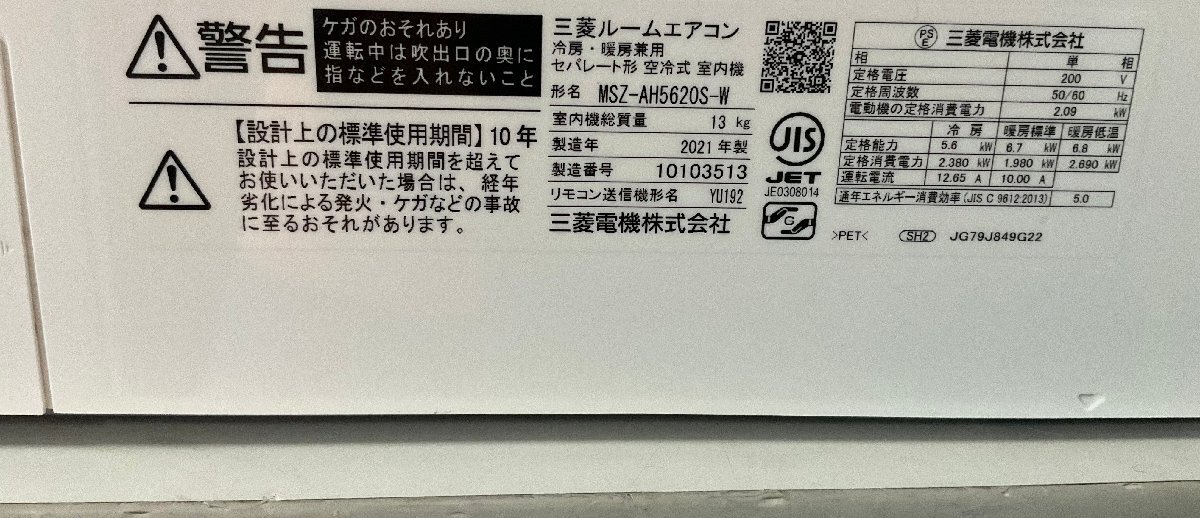 警告
ケガのおそれあり
運転中は吹出口の奥に
指などを入れないこと
【設計上の標準使用期間】10年
設計上の標準使用期間を超えて
お使いいただいた場合は、経年
劣化による発火・ケガなどの事故
に至るおそれがあります。
三菱ルームエアコン
冷房・暖房兼用
セパレート形 空冷式 室内機
形名 MSZ-AH5620S-W
室内機総質量 13 kg
製造年 2021年製
製造番号 10103513
リモコン送信機形名 YU192
三菱電機株式会社
JIS
JET
JE0308014
G
PSE 三菱電機株式会社
相 単 相
定格電圧 200 V
定格周波数 50/60 Hz
電動機の定格消費電力 2.09 kW
冷 房 暖房標準 暖房低温
定格能力 5.6 kW 6.7 kW 6.8 kW
定格消費電力 2.380 kW 1.980 kW 2.690 kW
運転電流 12.65 A 10.00 A
通年エネルギー消費効率(JIS C 9612:2013) 5.0
>PET< SH2 JG79J849G22